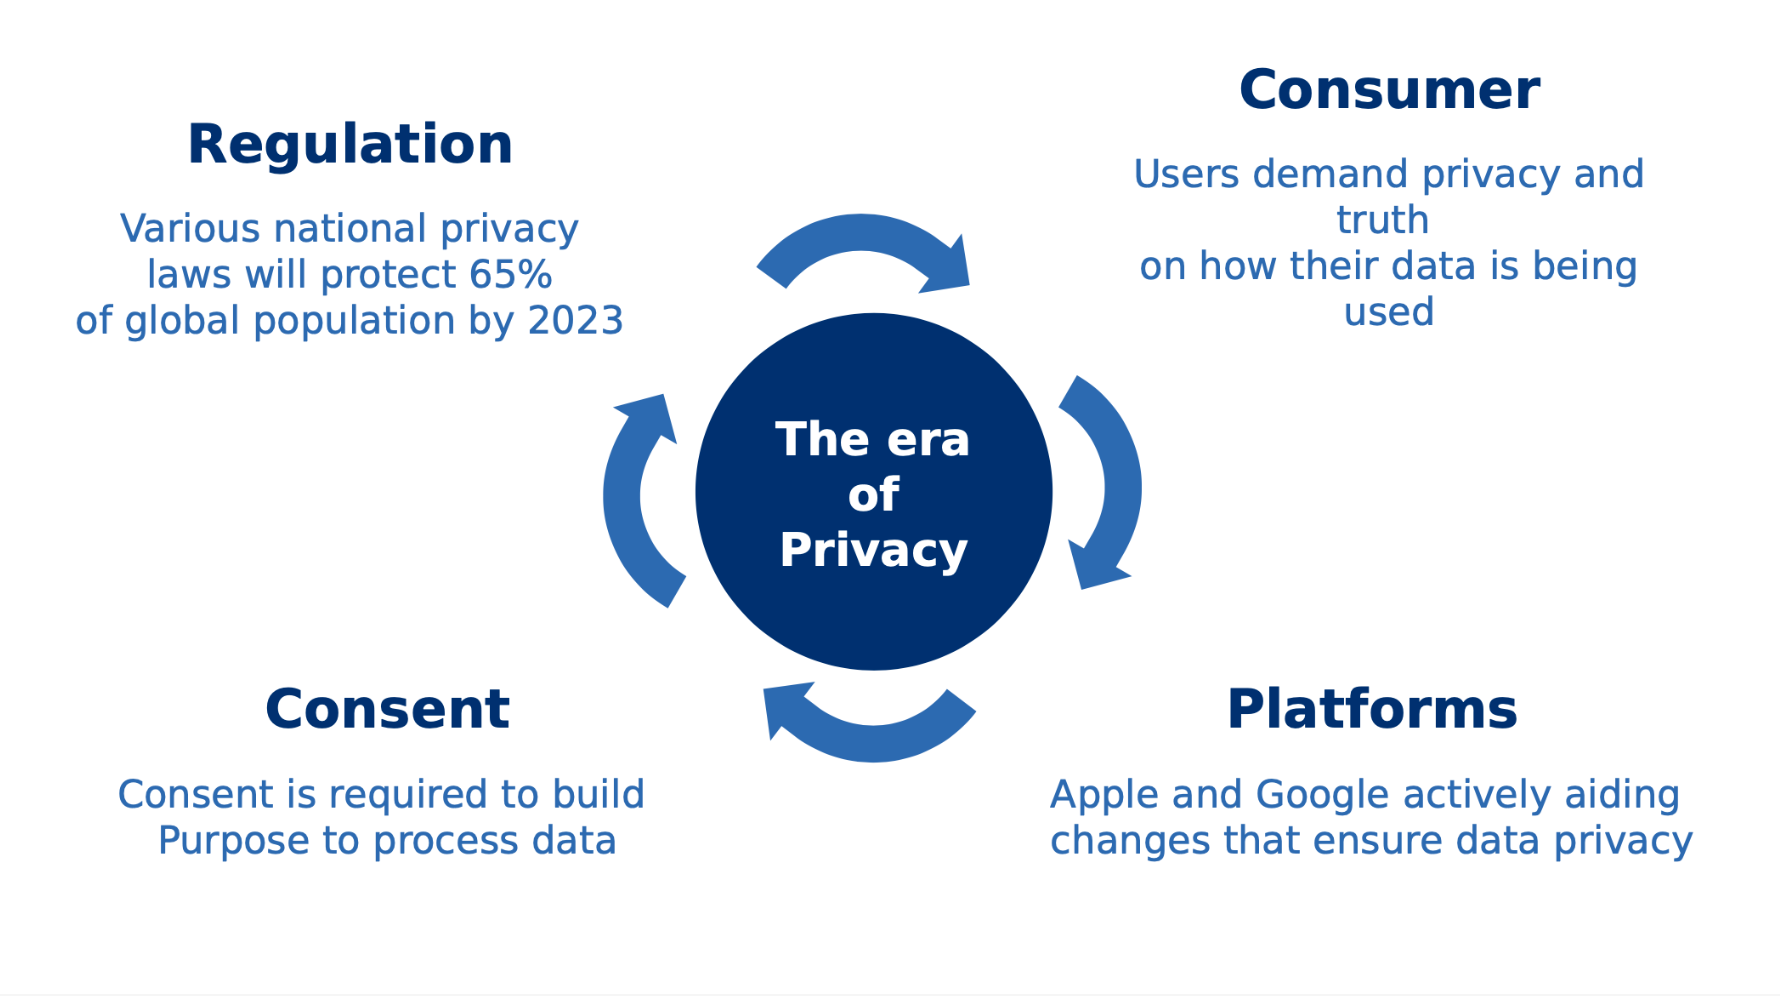 Regulation
Various national privacy
laws will protect 65%
of global population by 2023
Consumer
Users demand privacy and
truth
on how their data is being
used
The era
of
Privacy
Consent
Consent is required to build
Purpose to process data
Platforms
Apple and Google actively aiding
changes that ensure data privacy